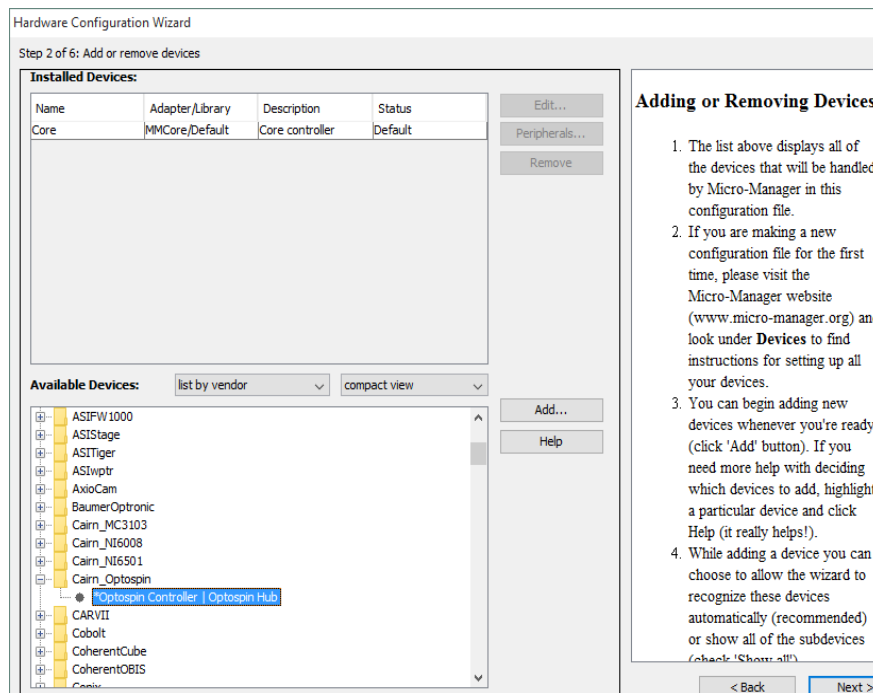 Hardware Configuration Wizard
Step 2 of 6: Add or remove devices
Installed Devices:
Name Adapter/Library Description Status
Core MMCore/Default Core controller Default
Edit...
Peripherals...
Remove
Available Devices: list by vendor compact view
ASIFW1000
ASIStage
ASITiger
ASIwptr
AxioCam
BaumerOptronic
Cairn_MC3103
Cairn_NI6008
Cairn_NI6501
Cairn_Optospin
*Optospin Controller | Optospin Hub
CARVII
Cobolt
CoherentCube
CoherentOBIS
Conix
Add...
Help
Adding or Removing Devices
1. The list above displays all of
the devices that will be handled
by Micro-Manager in this
configuration file.
2. If you are making a new
configuration file for the first
time, please visit the
Micro-Manager website
(www.micro-manager.org) and
look under Devices to find
instructions for setting up all
your devices.
3. You can begin adding new
devices whenever you're ready
(click 'Add' button). If you
need more help with deciding
which devices to add, highlight
a particular device and click
Help (it really helps!).
4. While adding a device you can
choose to allow the wizard to
recognize these devices
automatically (recommended)
or show all of the subdevices
(check 'Show all')
< Back
Next >